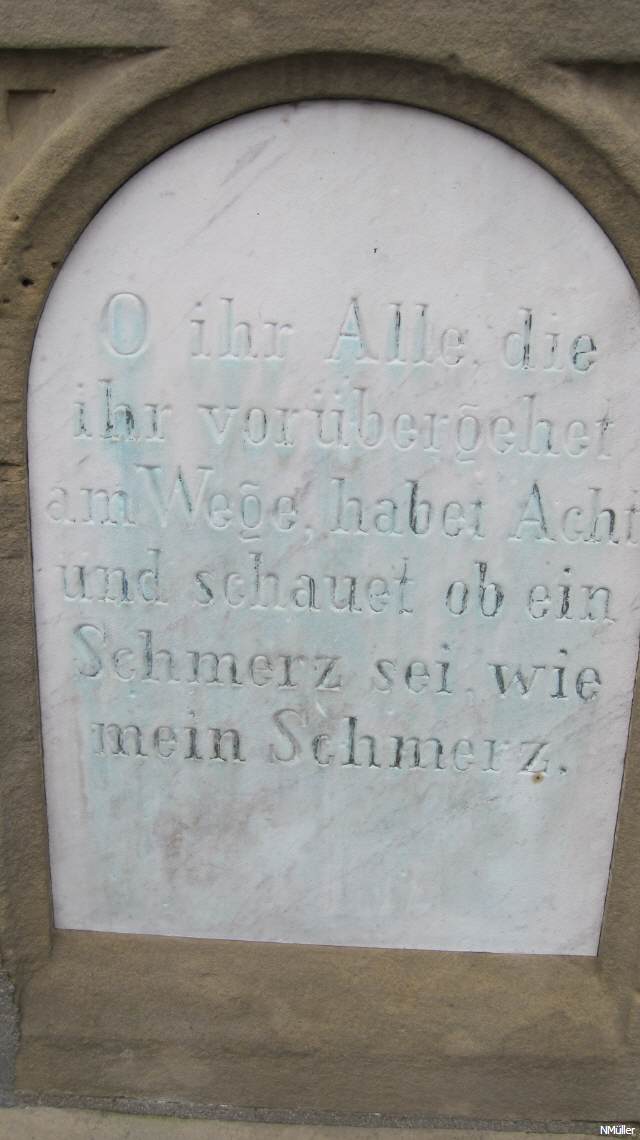 O ihr Alle, die
ihr vorübergehet
am Wege, habet Acht
und schauet ob ein
Schmerz sei, wie
mein Schmerz.
NMüller